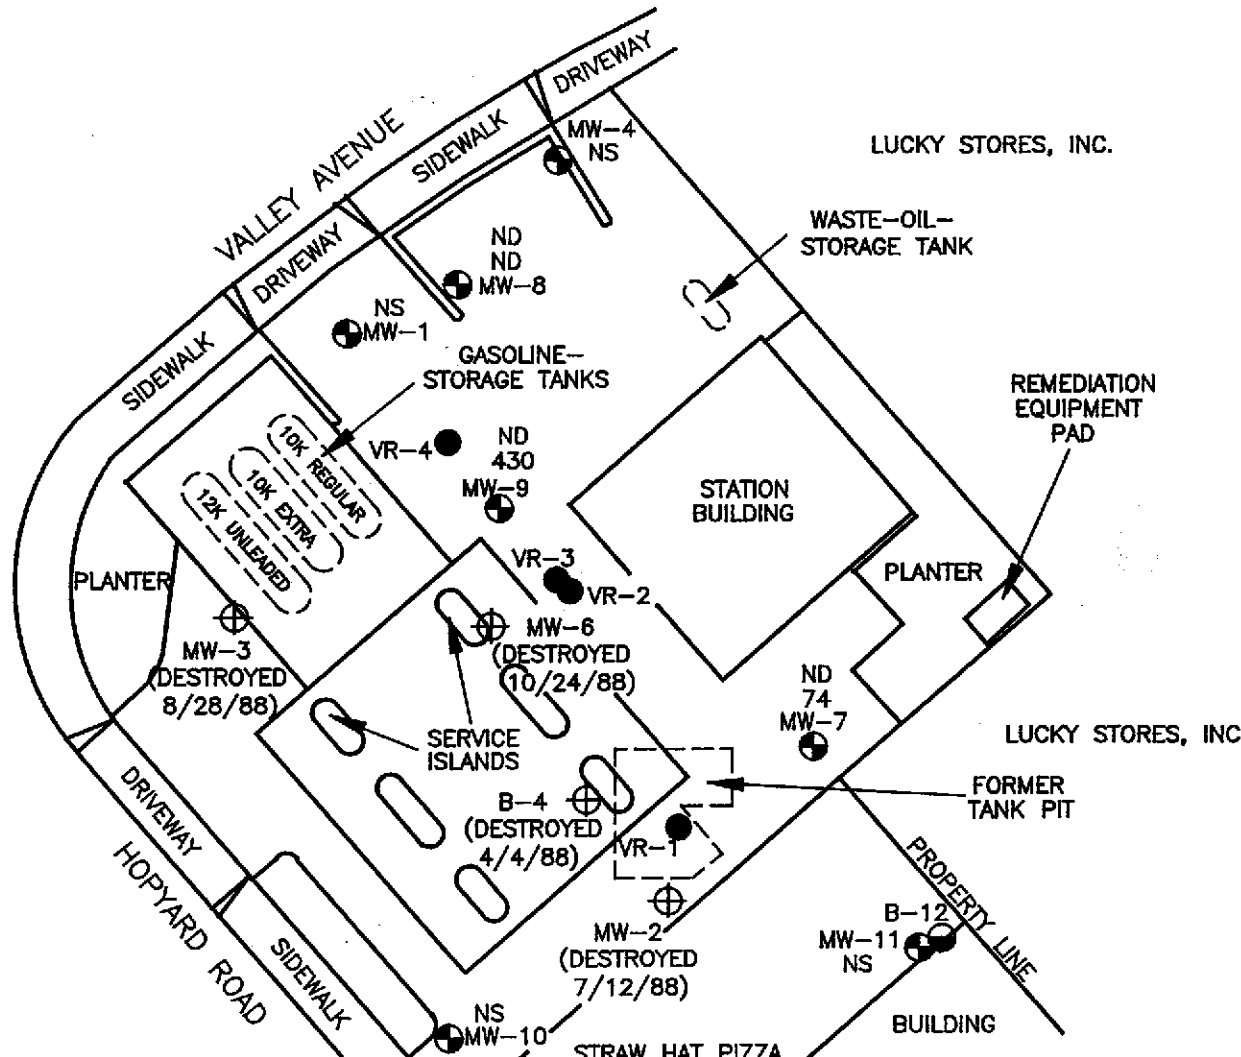 DRIVEWAY
SIDEWALK
VALLEY AVENUE
MW-4
NS
LUCKY STORES, INC.
WASTE-OIL-
STORAGE TANK
DRIVEWAY
ND
ND
MW-8
NS
MW-1
SIDEWALK
GASOLINE-
STORAGE TANKS
REMEDIATION
EQUIPMENT
PAD
10K REGULAR
10K EXTRA
12K UNLEADED
VR-4
ND
430
MW-9
STATION
BUILDING
VR-3
VR-2
PLANTER
PLANTER
MW-6
(DESTROYED
10/24/88)
MW-3
(DESTROYED
8/28/88)
ND
74
MW-7
SERVICE
ISLANDS
LUCKY STORES, INC
FORMER
TANK PIT
B-4
(DESTROYED
4/4/88)
VR-1
DRIVEWAY
HOPYARD ROAD
PROPERTY LINE
B-12
MW-11
NS
MW-2
(DESTROYED
7/12/88)
SIDEWALK
NS
MW-10
BUILDING
STRAW HAT PIZZA